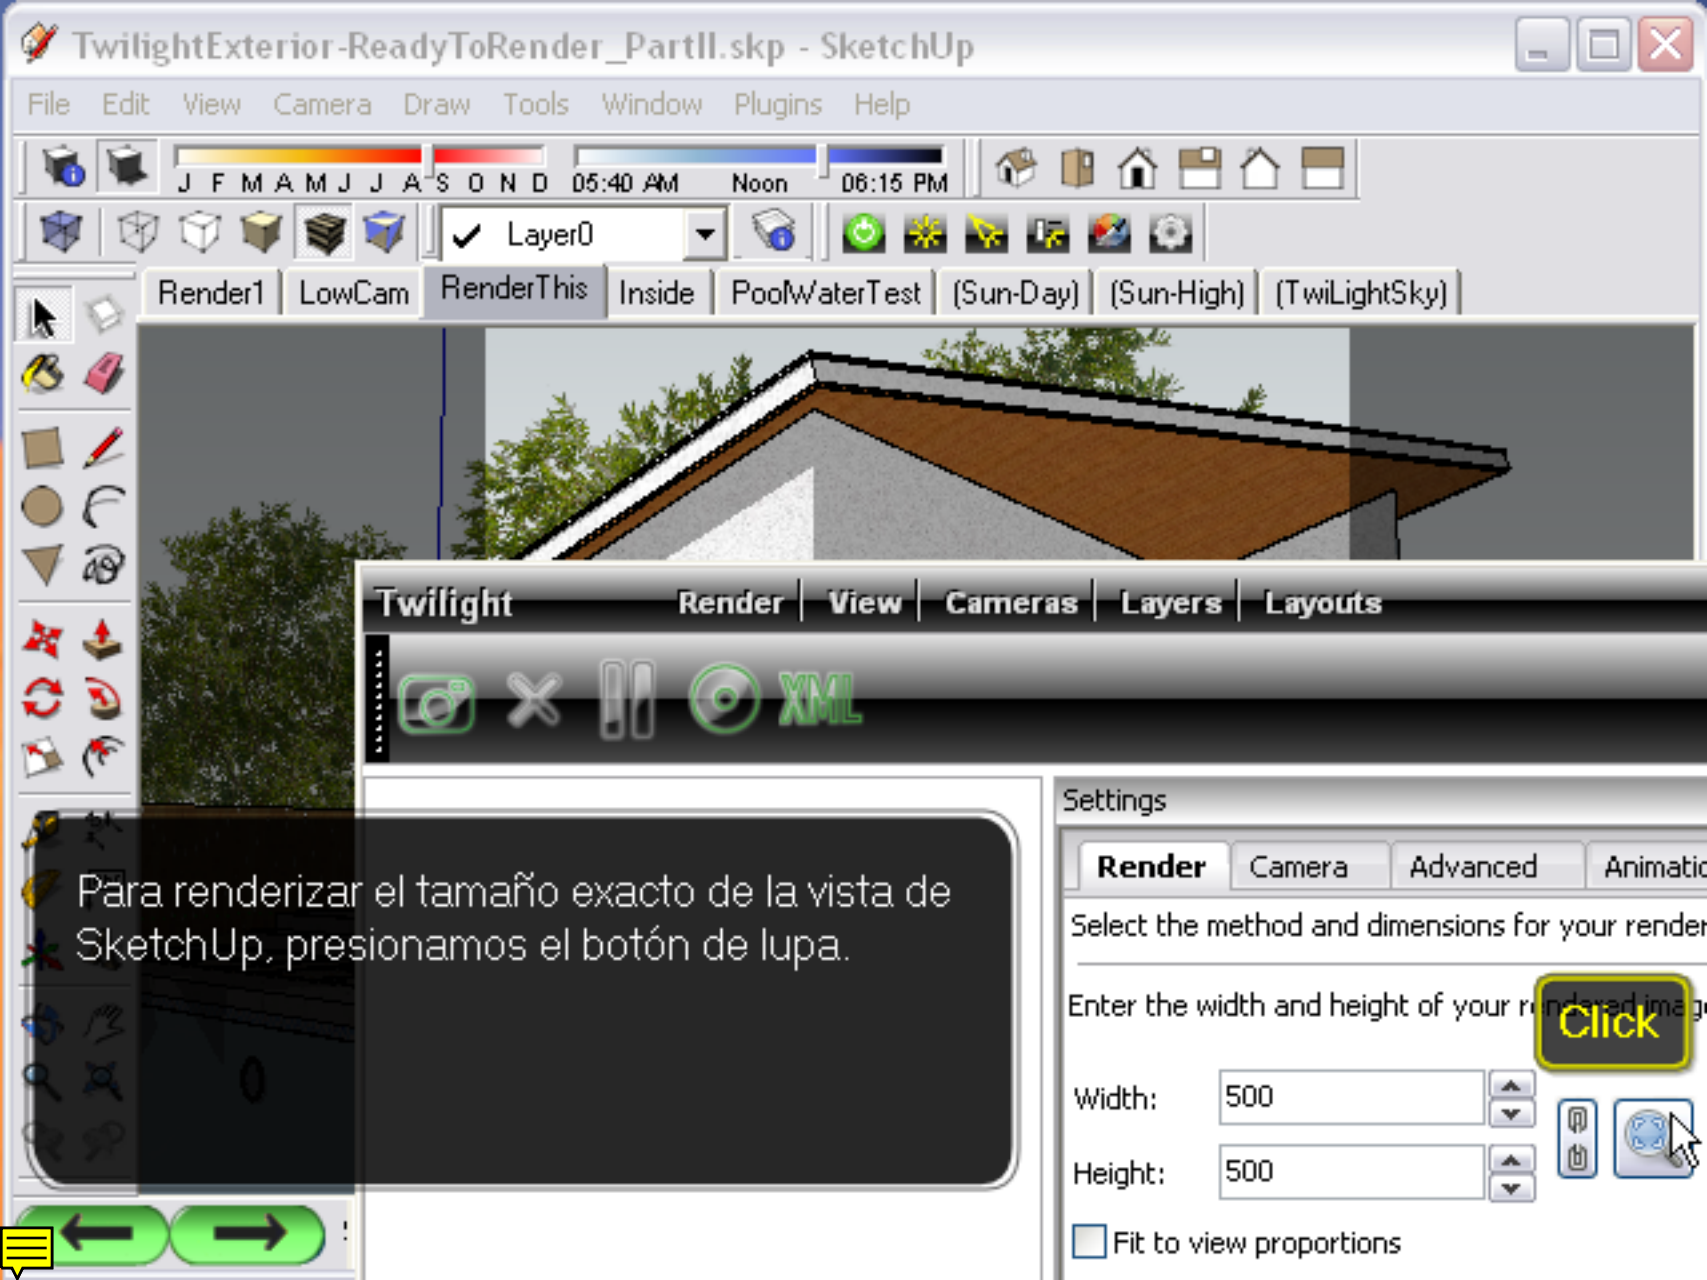 TwilightExterior-ReadyToRender_PartII.skp - SketchUp
File Edit View Camera Draw Tools Window Plugins Help
J F M A M J J A S O N D 05:40 AM Noon 06:15 PM
Layer0
Render1 LowCam RenderThis Inside PoolWaterTest (Sun-Day) (Sun-High) (TwiLightSky)
Twilight Render View Cameras Layers Layouts
XML
Settings
Render Camera Advanced Animatio
Para renderizar el tamaño exacto de la vista de
SketchUp, presionamos el botón de lupa.
Select the method and dimensions for your render
Enter the width and height of your rendered imag
Click
Width: 500
Height: 500
Fit to view proportions